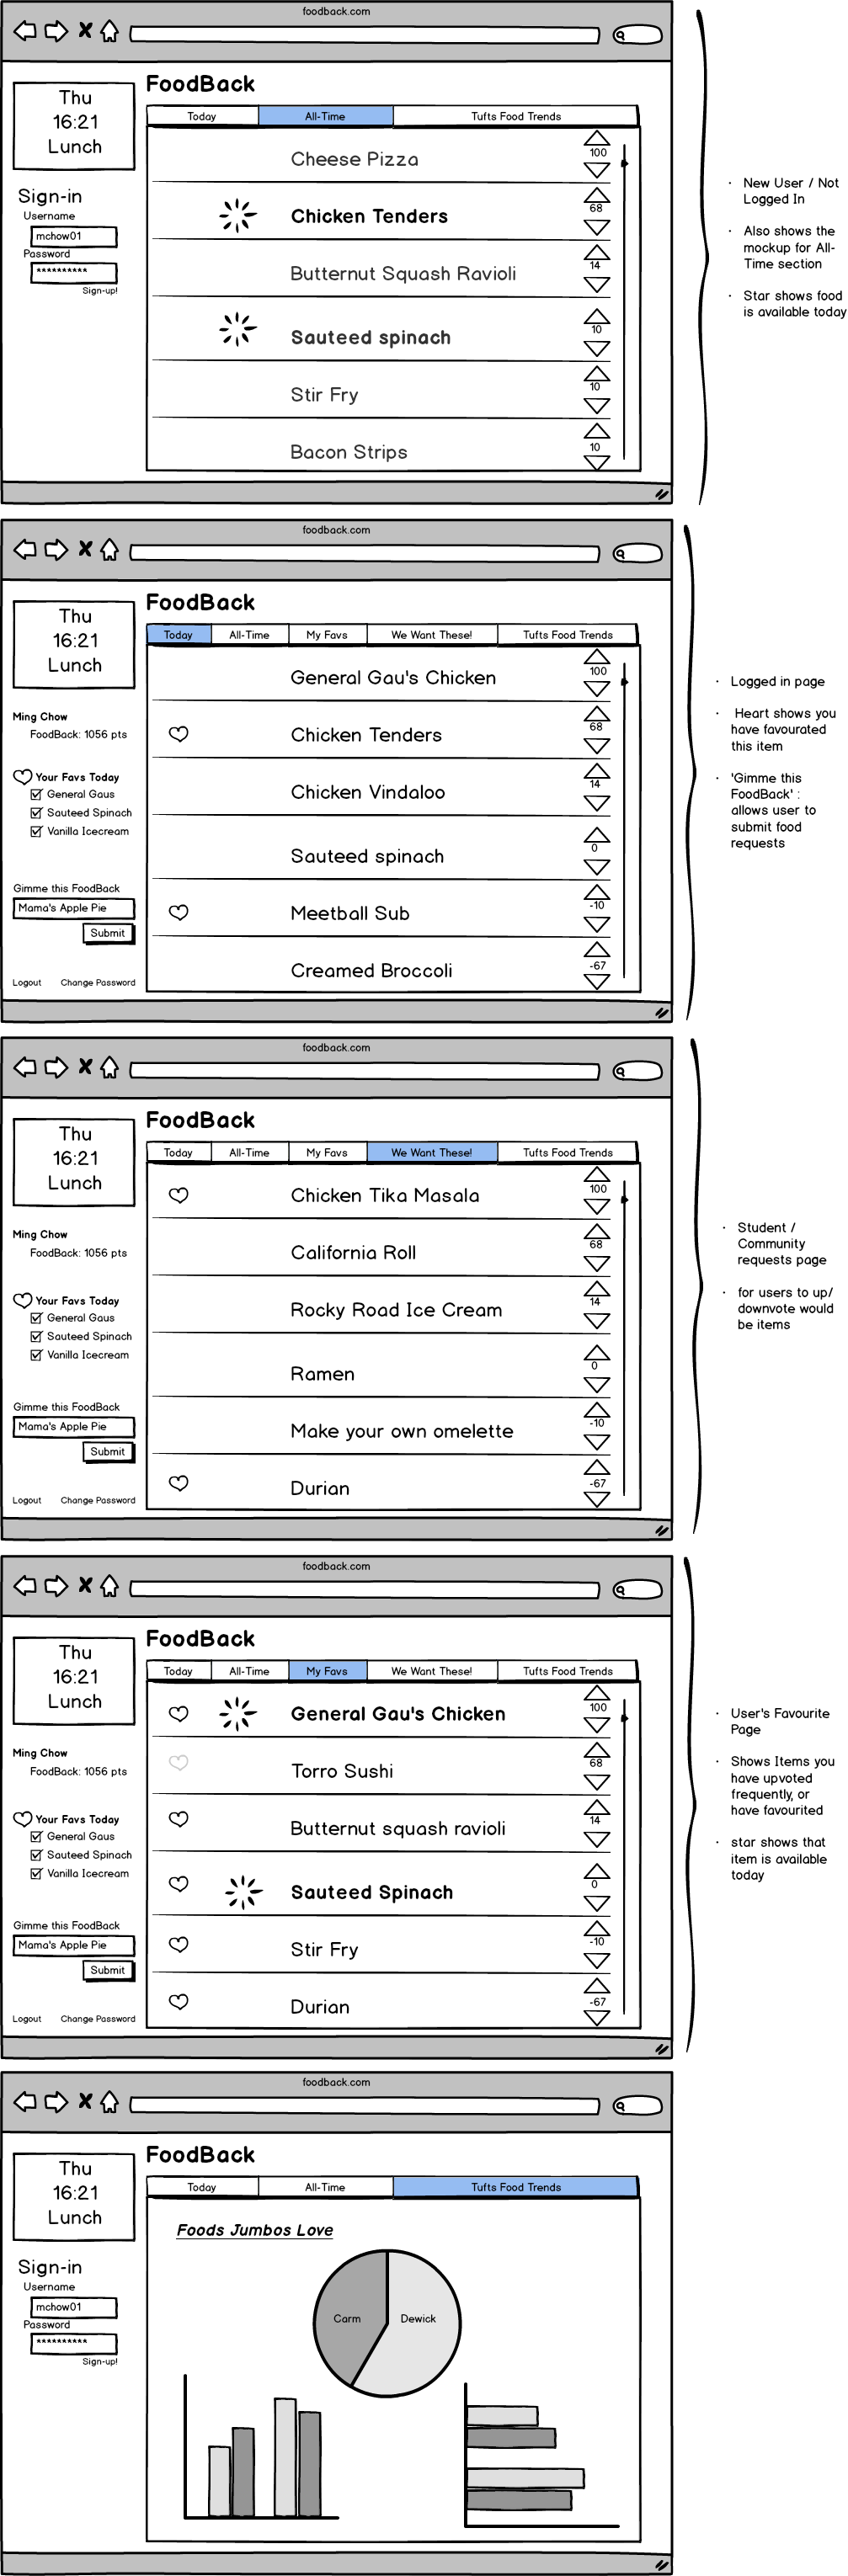 foodback.com
FoodBack
Thu
16:21
Lunch
Sign-in
Username
mchow01
Password
**********
Sign-up!
Today
All-Time
Tufts Food Trends
Cheese Pizza
100
Chicken Tenders
68
Butternut Squash Ravioli
14
Sauteed spinach
10
Stir Fry
10
Bacon Strips
10
· New User / Not
Logged In
· Also shows the
mockup for All-
Time section
· Star shows food
is available today
foodback.com
FoodBack
Thu
16:21
Lunch
Ming Chow
FoodBack: 1056 pts
Your Favs Today
General Gaus
Sauteed Spinach
Vanilla Icecream
Gimme this FoodBack
Mama's Apple Pie
Submit
Logout
Change Password
Today
All-Time
My Favs
We Want These!
Tufts Food Trends
General Gau's Chicken
100
Chicken Tenders
68
Chicken Vindaloo
14
Sauteed spinach
0
Meetball Sub
-10
Creamed Broccoli
-67
· Logged in page
· Heart shows you
have favourated
this item
· 'Gimme this
FoodBack' :
allows user to
submit food
requests
foodback.com
FoodBack
Thu
16:21
Lunch
Ming Chow
FoodBack: 1056 pts
Your Favs Today
General Gaus
Sauteed Spinach
Vanilla Icecream
Gimme this FoodBack
Mama's Apple Pie
Submit
Logout
Change Password
Today
All-Time
My Favs
We Want These!
Tufts Food Trends
Chicken Tika Masala
100
California Roll
68
Rocky Road Ice Cream
14
Ramen
0
Make your own omelette
-10
Durian
-67
· Student /
Community
requests page
· for users to up/
downvote would
be items
foodback.com
FoodBack
Thu
16:21
Lunch
Ming Chow
FoodBack: 1056 pts
Your Favs Today
General Gaus
Sauteed Spinach
Vanilla Icecream
Gimme this FoodBack
Mama's Apple Pie
Submit
Logout
Change Password
Today
All-Time
My Favs
We Want These!
Tufts Food Trends
General Gau's Chicken
100
Torro Sushi
68
Butternut squash ravioli
14
Sauteed Spinach
0
Stir Fry
-10
Durian
-67
· User's Favourite
Page
· Shows Items you
have upvoted
frequently, or
have favourited
· star shows that
item is available
today
foodback.com
FoodBack
Thu
16:21
Lunch
Sign-in
Username
mchow01
Password
**********
Sign-up!
Today
All-Time
Tufts Food Trends
Foods Jumbos Love
Carm
Dewick